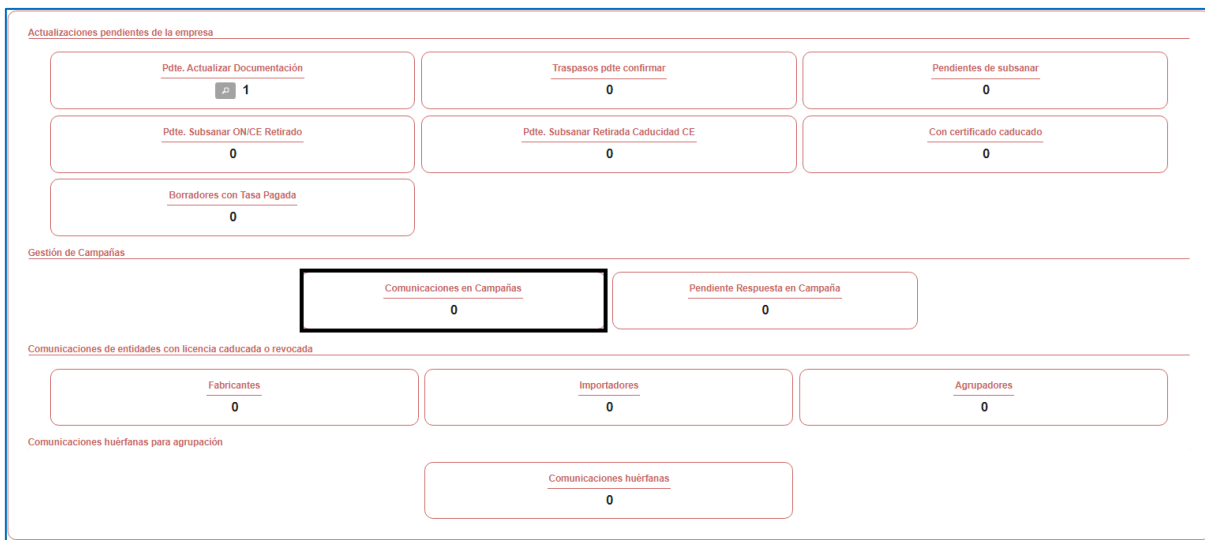 Actualizaciones pendientes de la empresa
Pdte. Actualizar Documentación
1
Traspasos pdte confirmar
0
Pendientes de subsanar
0
Pdte. Subsanar ON/CE Retirado
0
Pdte. Subsanar Retirada Caducidad CE
0
Con certificado caducado
0
Borradores con Tasa Pagada
0
Gestión de Campañas
Comunicaciones en Campañas
0
Pendiente Respuesta en Campaña
0
Comunicaciones de entidades con licencia caducada o revocada
Fabricantes
0
Importadores
0
Agrupadores
0
Comunicaciones huérfanas para agrupación
Comunicaciones huérfanas
0